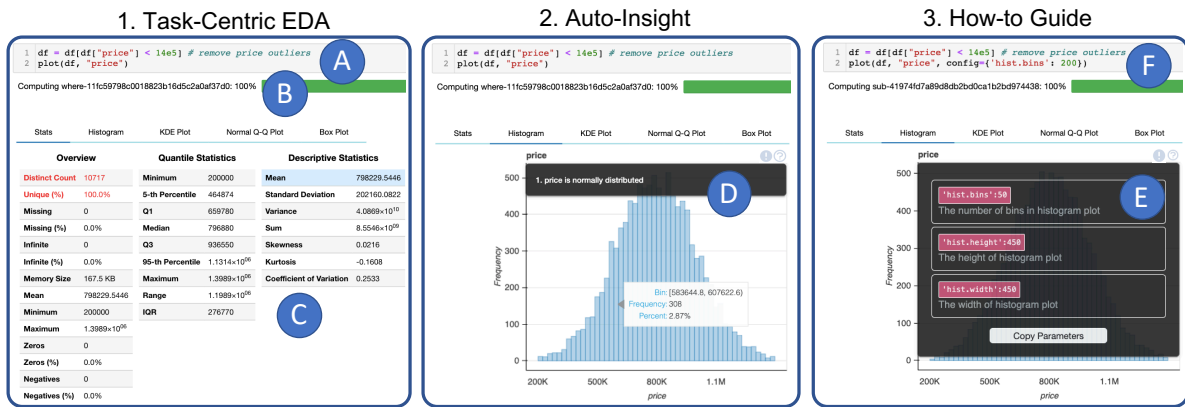 1. Task-Centric EDA
1 df = df[df["price"] < 14e5] # remove price outliers
2 plot(df, "price")
A
Computing where-11fc59798c0018823b16d5c2a0af37d0: 100%
B
Stats Histogram KDE Plot Normal Q-Q Plot Box Plot
Overview
Distinct Count 10717
Unique (%) 100.0%
Missing 0
Missing (%) 0.0%
Infinite 0
Infinite (%) 0.0%
Memory Size 167.5 KB
Mean 798229.5446
Minimum 200000
Maximum 1.3989×10⁰⁶
Zeros 0
Zeros (%) 0.0%
Negatives 0
Negatives (%) 0.0%
Quantile Statistics
Minimum 200000
5-th Percentile 464874
Q1 659780
Median 796880
Q3 936550
95-th Percentile 1.1314×10⁰⁶
Maximum 1.3989×10⁰⁶
Range 1.1989×10⁰⁶
IQR 276770
Descriptive Statistics
Mean 798229.5446
Standard Deviation 202160.0822
Variance 4.0869×10¹⁰
Sum 8.5546×10⁰⁹
Skewness 0.0216
Kurtosis -0.1608
Coefficient of Variation 0.2533
C
2. Auto-Insight
1 df = df[df["price"] < 14e5] # remove price outliers
2 plot(df, "price")
Computing where-11fc59798c0018823b16d5c2a0af37d0: 100%
Stats Histogram KDE Plot Normal Q-Q Plot Box Plot
price
! ?
1. price is normally distributed
D
500
400
300
200
100
0
Frequency
Bin: [583644.8, 607622.6)
Frequency: 308
Percent: 2.87%
200K 500K 800K 1.1M
price
3. How-to Guide
1 df = df[df["price"] < 14e5] # remove price outliers
2 plot(df, "price", config={'hist.bins': 200})
F
Computing sub-41974fd7a89d8db2bd0ca1b2bd974438: 100%
Stats Histogram KDE Plot Normal Q-Q Plot Box Plot
price
! ?
500
400
300
200
100
0
Frequency
'hist.bins':50
The number of bins in histogram plot
E
'hist.height':450
The height of histogram plot
'hist.width':450
The width of histogram plot
Copy Parameters
200K 500K 800K 1.1M
price